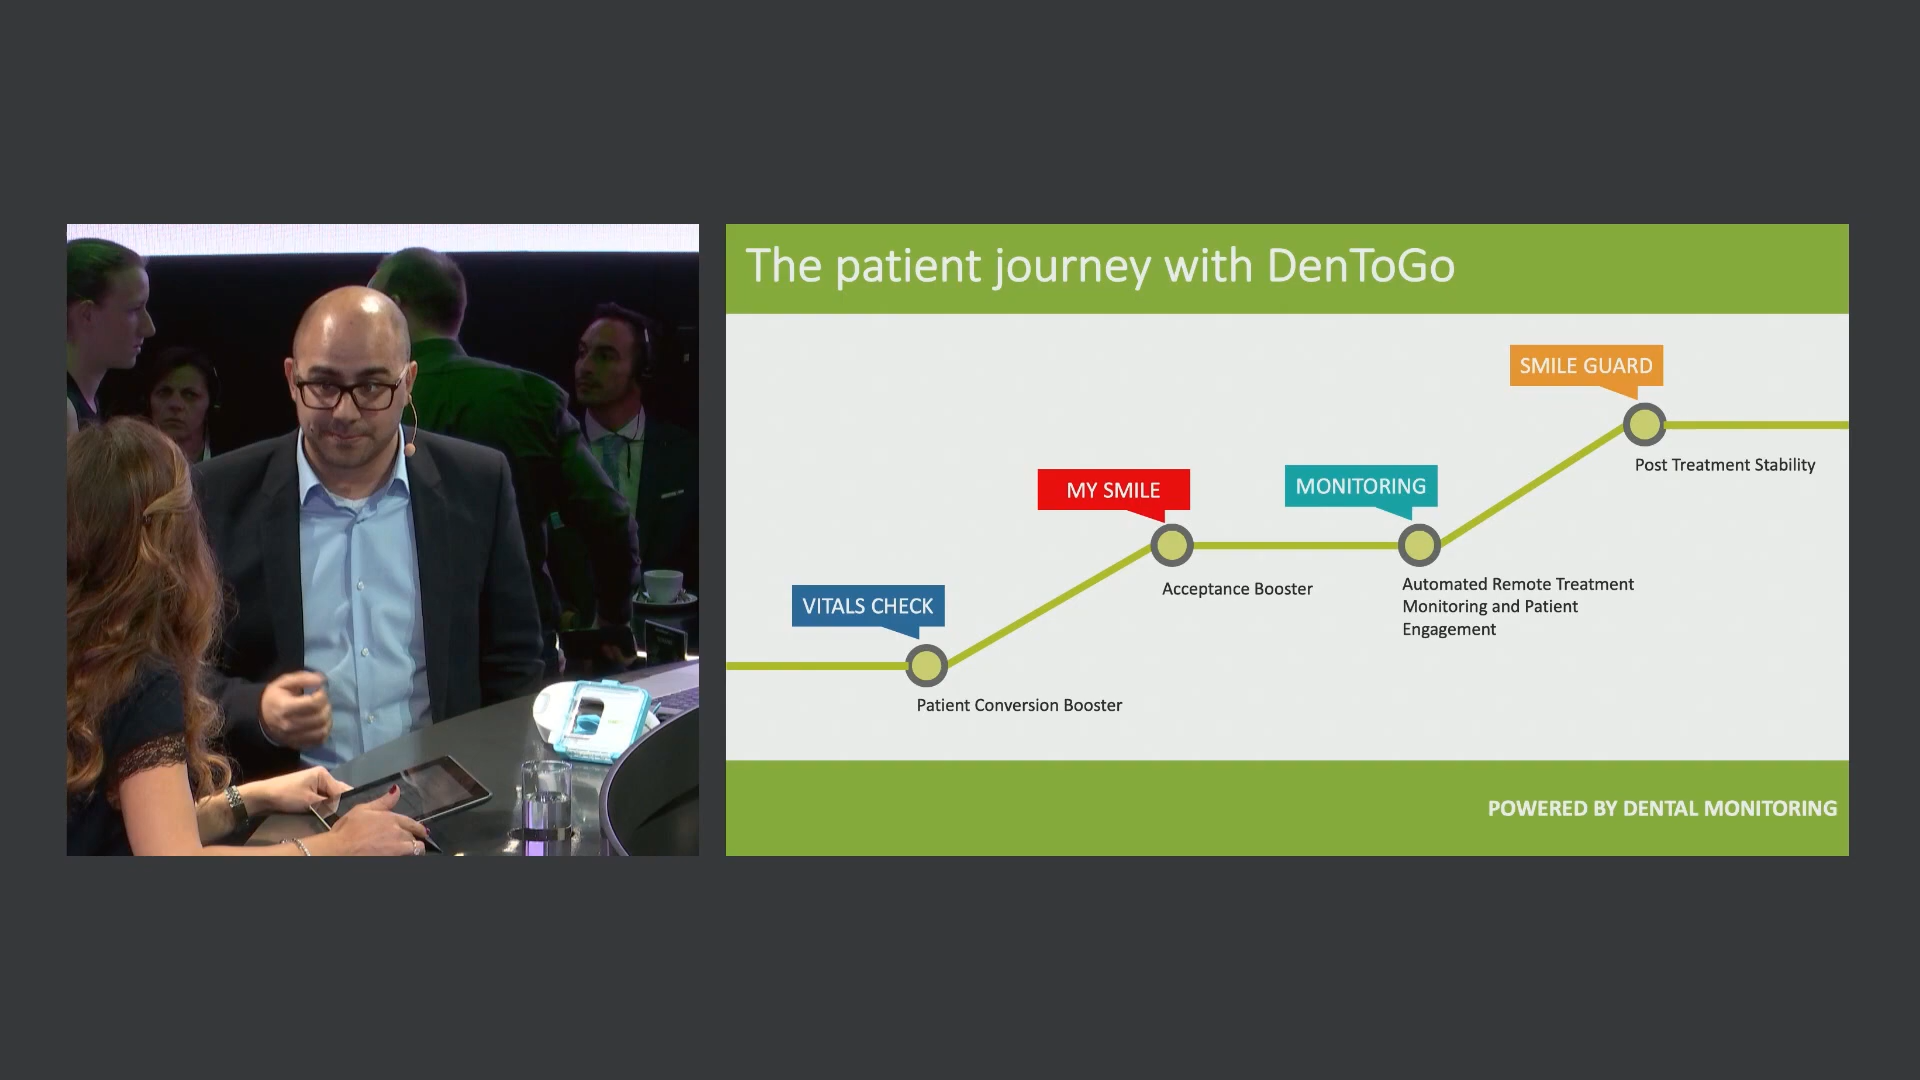 The patient journey with DenToGo
SMILE GUARD
Post Treatment Stability
MY SMILE
MONITORING
Acceptance Booster
Automated Remote Treatment
Monitoring and Patient
Engagement
VITALS CHECK
Patient Conversion Booster
POWERED BY DENTAL MONITORING